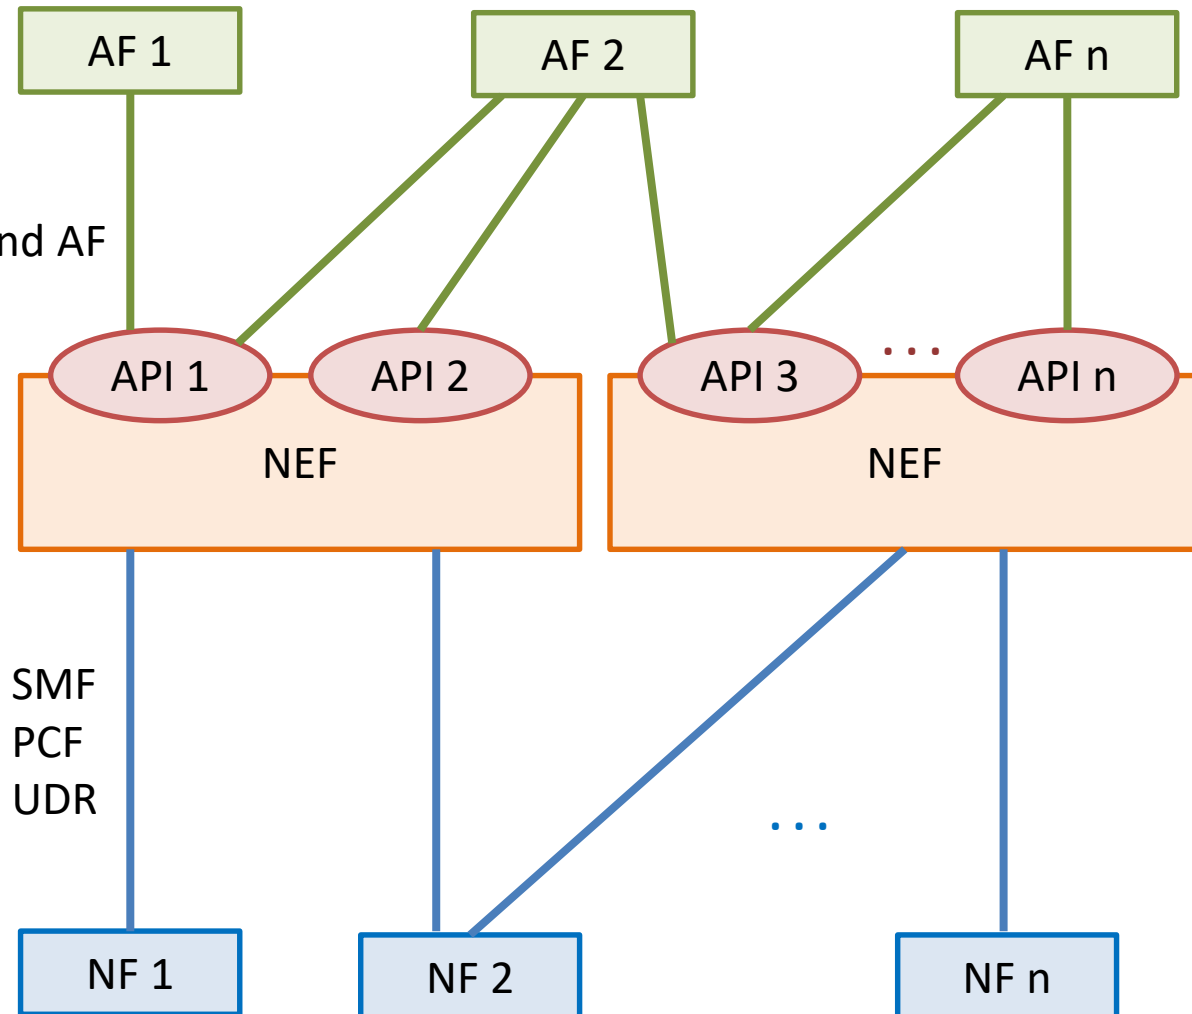 AF 1
AF 2
AF n
nd AF
API 1
API 2
API 3
. . .
API n
NEF
NEF
SMF
PCF
UDR
. . .
NF 1
NF 2
NF n